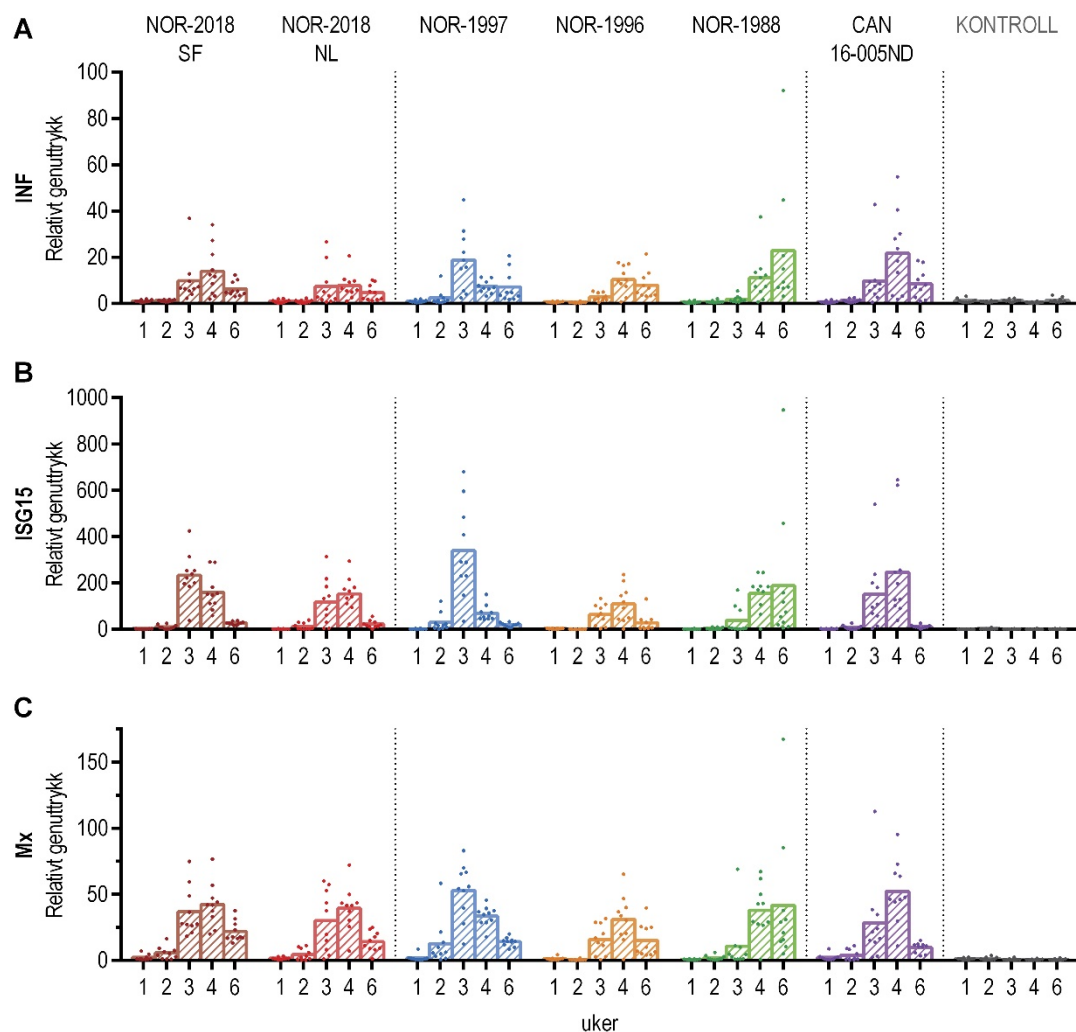 A
NOR-2018 SF
NOR-2018 NL
NOR-1997
NOR-1996
NOR-1988
CAN 16-005ND
KONTROLL
INF
Relativt genuttrykk
100
80
60
40
20
0
1 2 3 4 6 1 2 3 4 6 1 2 3 4 6 1 2 3 4 6 1 2 3 4 6 1 2 3 4 6 1 2 3 4 6
B
ISG15
Relativt genuttrykk
1000
800
600
400
200
0
1 2 3 4 6 1 2 3 4 6 1 2 3 4 6 1 2 3 4 6 1 2 3 4 6 1 2 3 4 6 1 2 3 4 6
C
Mx
Relativt genuttrykk
150
100
50
0
1 2 3 4 6 1 2 3 4 6 1 2 3 4 6 1 2 3 4 6 1 2 3 4 6 1 2 3 4 6 1 2 3 4 6
uker